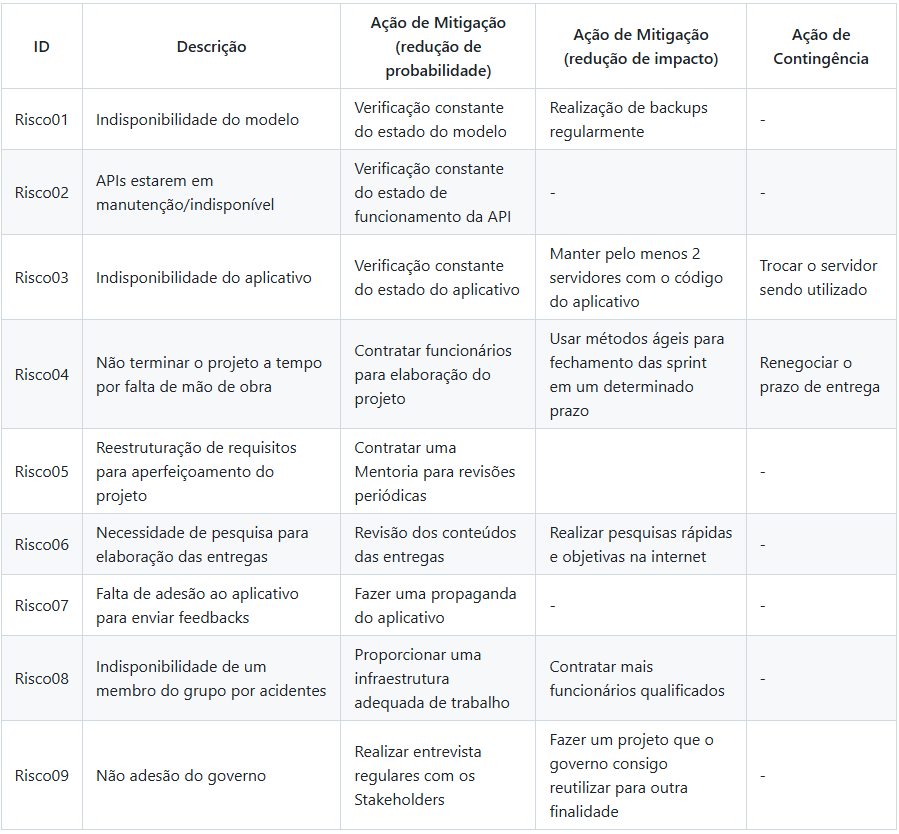 ID
Descrição
Ação de Mitigação
(redução de
probabilidade)
Ação de Mitigação
(redução de impacto)
Ação de
Contingência
Risco01
Indisponibilidade do modelo
Verificação constante
do estado do modelo
Realização de backups
regularmente
-
Risco02
APIs estarem em
manutenção/indisponível
Verificação constante
do estado de
funcionamento da API
-
-
Risco03
Indisponibilidade do aplicativo
Verificação constante
do estado do aplicativo
Manter pelo menos 2
servidores com o código
do aplicativo
Trocar o servidor
sendo utilizado
Risco04
Não terminar o projeto a tempo
por falta de mão de obra
Contratar funcionários
para elaboração do
projeto
Usar métodos ágeis para
fechamento das sprint
em um determinado
prazo
Renegociar o
prazo de entrega
Risco05
Reestruturação de requisitos
para aperfeiçoamento do
projeto
Contratar uma
Mentoria para revisões
periódicas
-
Risco06
Necessidade de pesquisa para
elaboração das entregas
Revisão dos conteúdos
das entregas
Realizar pesquisas rápidas
e objetivas na internet
-
Risco07
Falta de adesão ao aplicativo
para enviar feedbacks
Fazer uma propaganda
do aplicativo
-
-
Risco08
Indisponibilidade de um
membro do grupo por acidentes
Proporcionar uma
infraestrutura
adequada de trabalho
Contratar mais
funcionários qualificados
-
Risco09
Não adesão do governo
Realizar entrevista
regulares com os
Stakeholders
Fazer um projeto que o
governo consigo
reutilizar para outra
finalidade
-